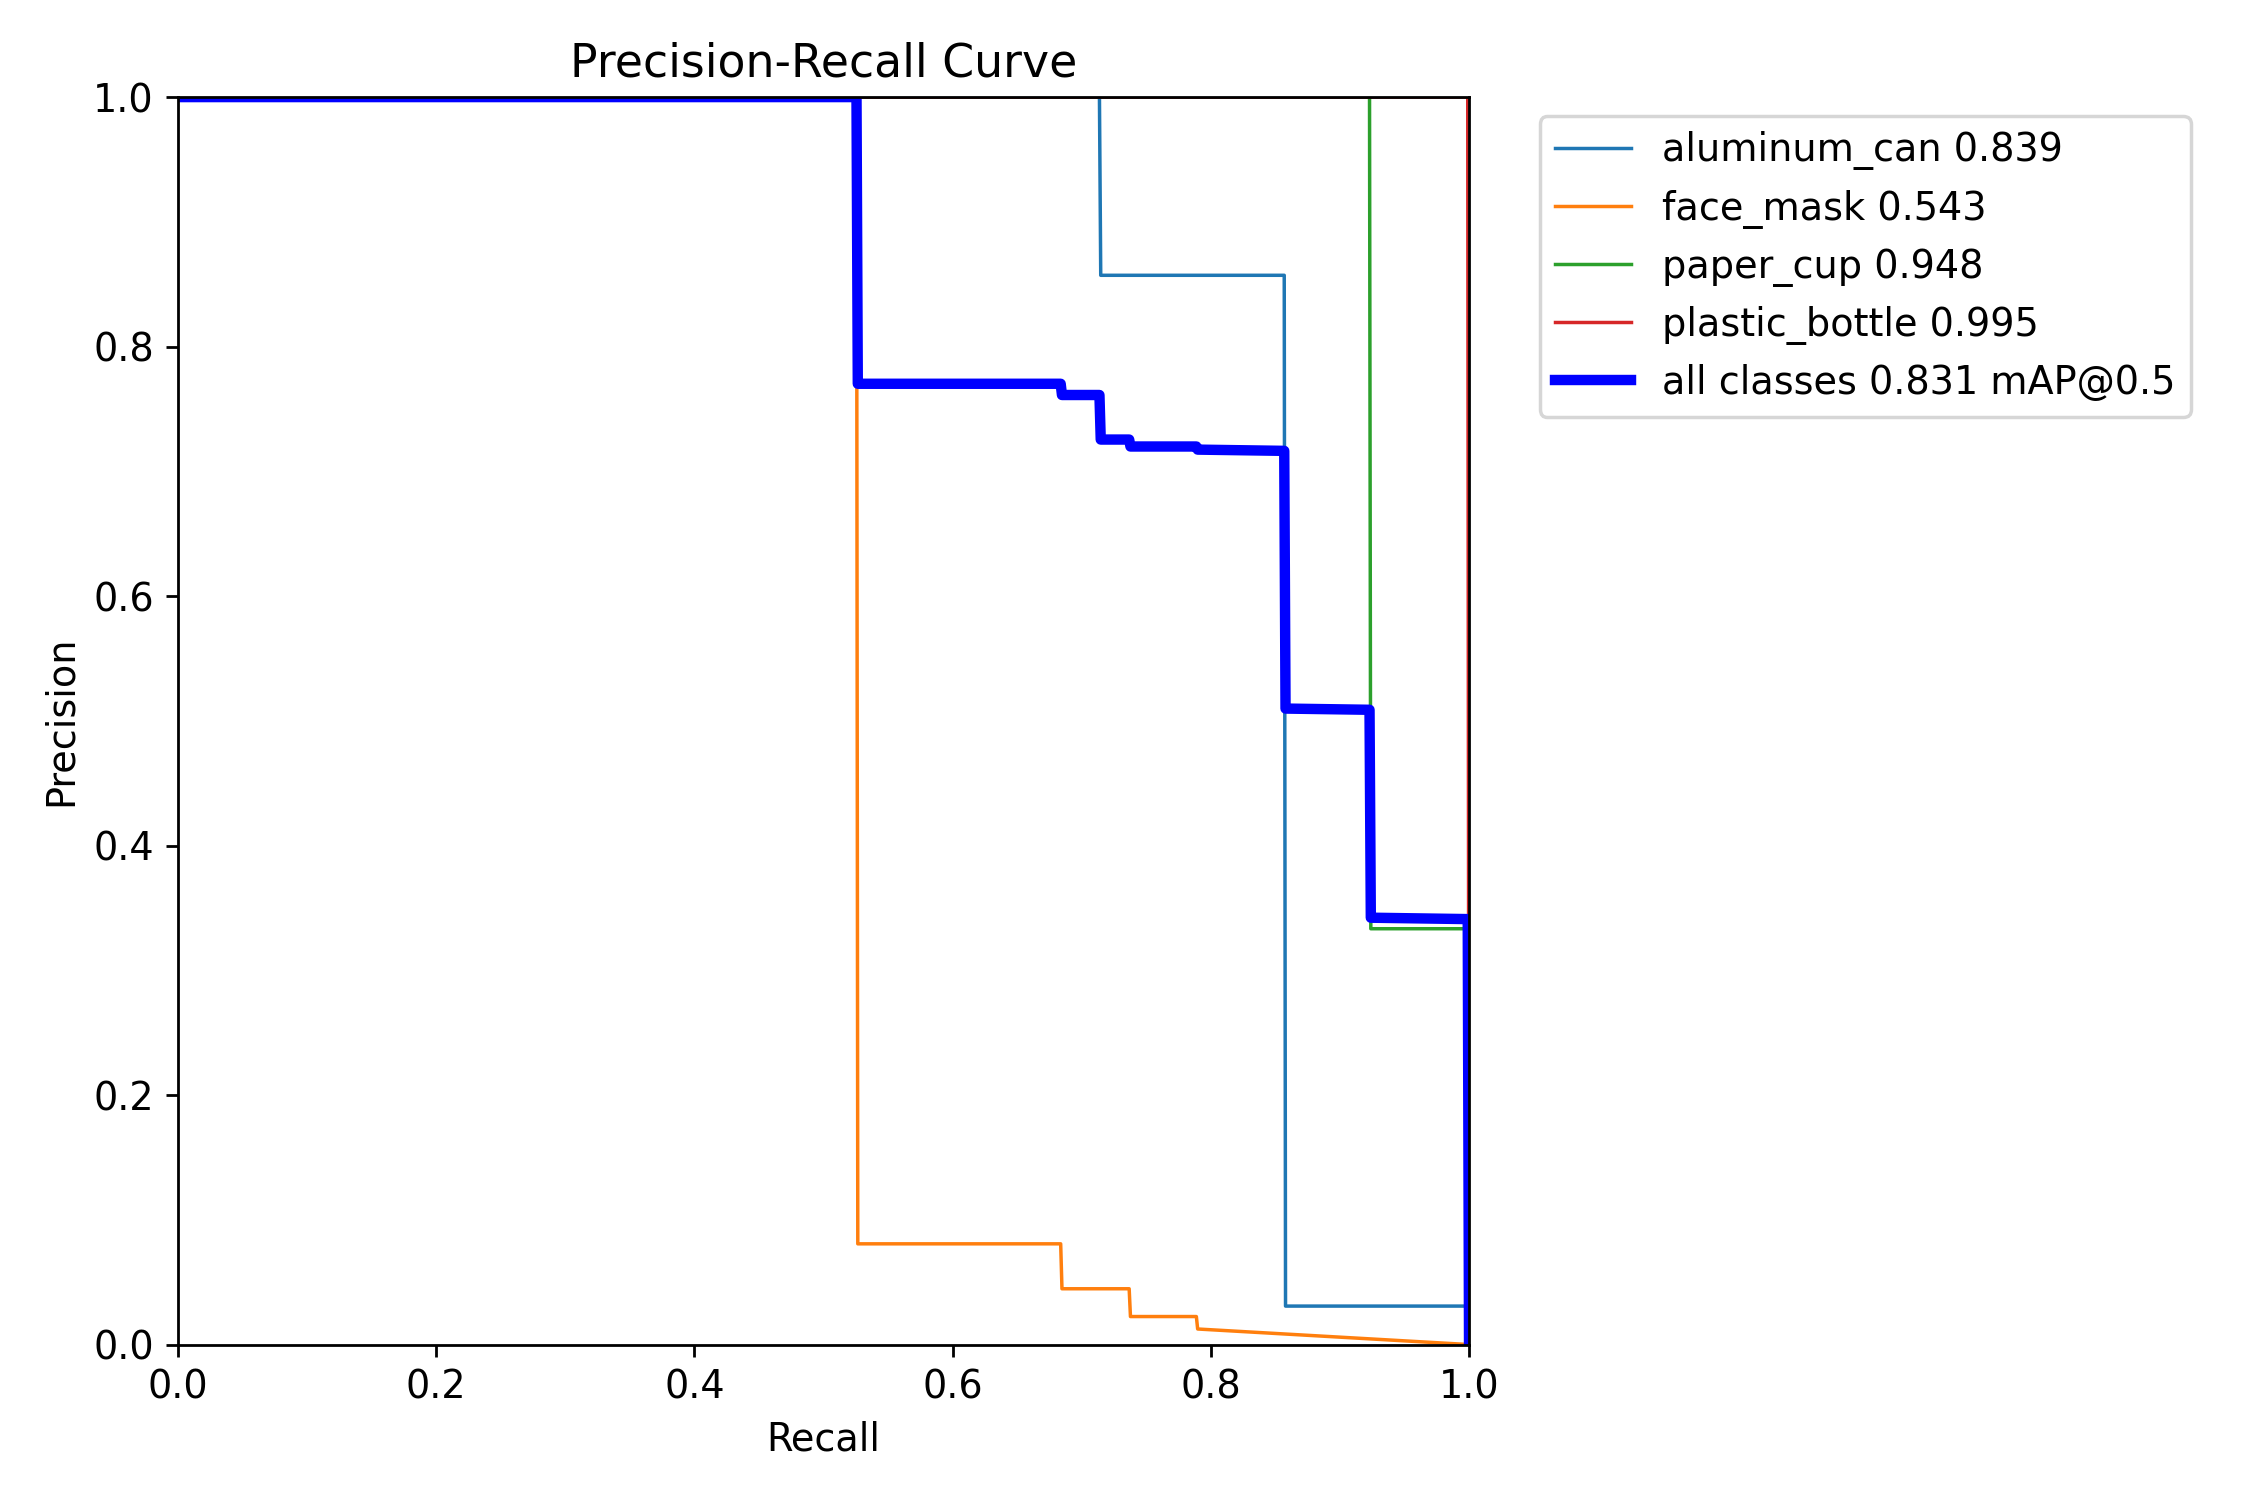 Precision-Recall Curve
1.0
0.8
0.6
0.4
0.2
0.0
Precision
0.0 0.2 0.4 0.6 0.8 1.0
Recall
aluminum_can 0.839
face_mask 0.543
paper_cup 0.948
plastic_bottle 0.995
all classes 0.831 mAP@0.5